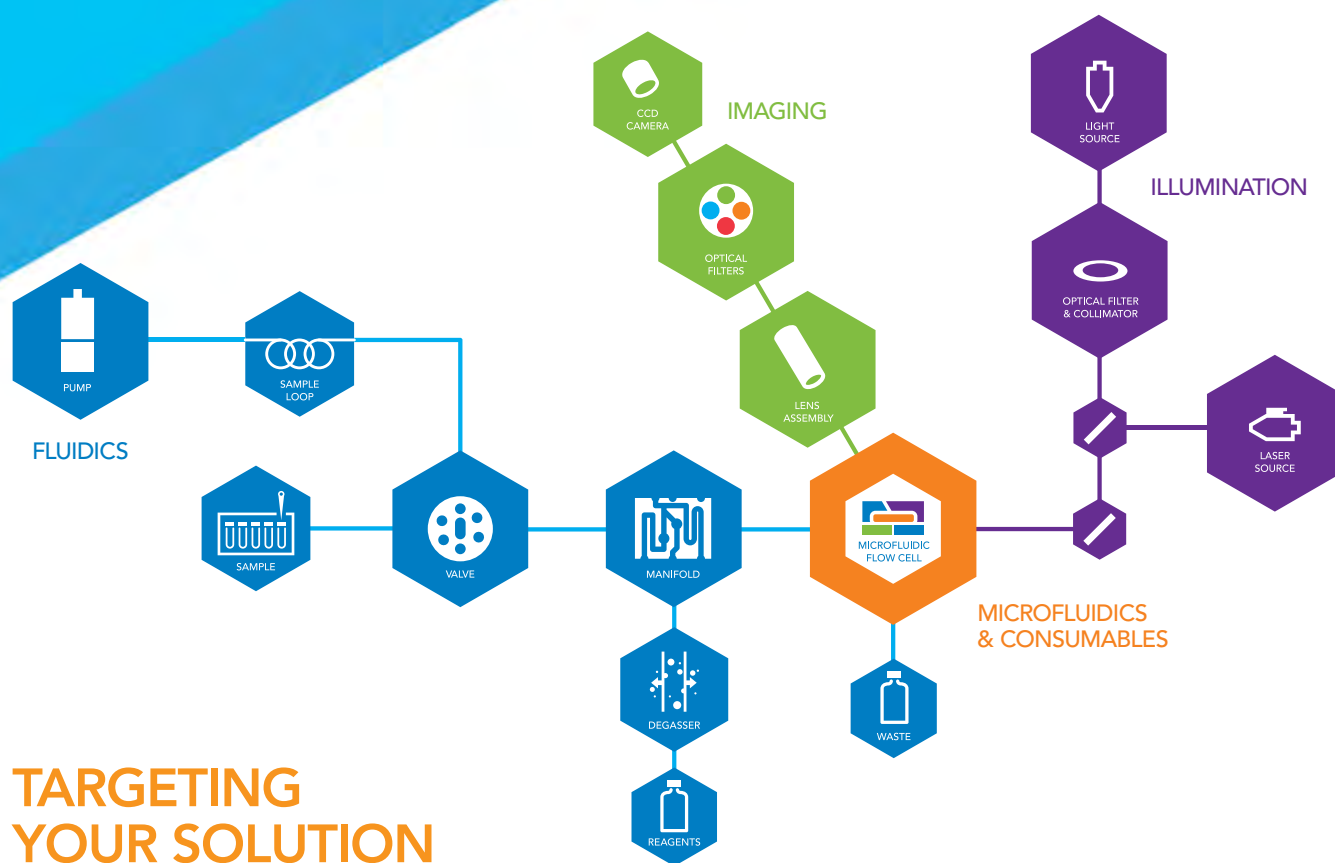 CCD
CAMERA
IMAGING
LIGHT
SOURCE
ILLUMINATION
OPTICAL
FILTERS
OPTICAL FILTER
& COLLIMATOR
PUMP
SAMPLE
LOOP
LENS
ASSEMBLY
LASER
SOURCE
FLUIDICS
SAMPLE
VALVE
MANIFOLD
MICROFLUIDIC
FLOW CELL
MICROFLUIDICS
& CONSUMABLES
DEGASSER
WASTE
REAGENTS
TARGETING
YOUR SOLUTION